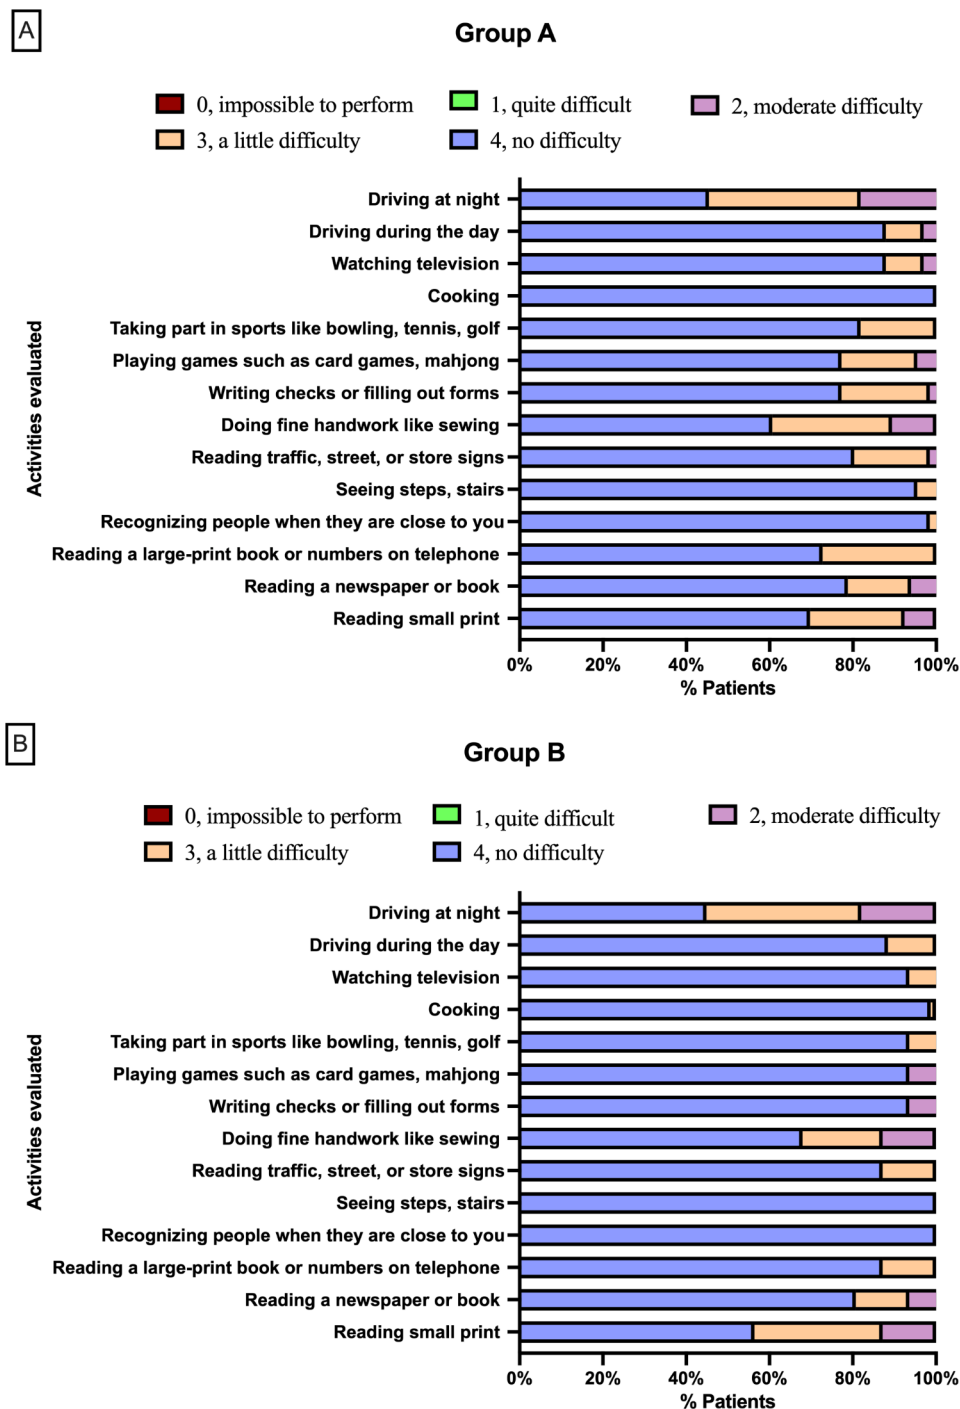 A
Group A
0, impossible to perform 1, quite difficult 2, moderate difficulty
3, a little difficulty 4, no difficulty
Activities evaluated
Driving at night
Driving during the day
Watching television
Cooking
Taking part in sports like bowling, tennis, golf
Playing games such as card games, mahjong
Writing checks or filling out forms
Doing fine handwork like sewing
Reading traffic, street, or store signs
Seeing steps, stairs
Recognizing people when they are close to you
Reading a large-print book or numbers on telephone
Reading a newspaper or book
Reading small print
0% 20% 40% 60% 80% 100%
% Patients
B
Group B
0, impossible to perform 1, quite difficult 2, moderate difficulty
3, a little difficulty 4, no difficulty
Activities evaluated
Driving at night
Driving during the day
Watching television
Cooking
Taking part in sports like bowling, tennis, golf
Playing games such as card games, mahjong
Writing checks or filling out forms
Doing fine handwork like sewing
Reading traffic, street, or store signs
Seeing steps, stairs
Recognizing people when they are close to you
Reading a large-print book or numbers on telephone
Reading a newspaper or book
Reading small print
0% 20% 40% 60% 80% 100%
% Patients